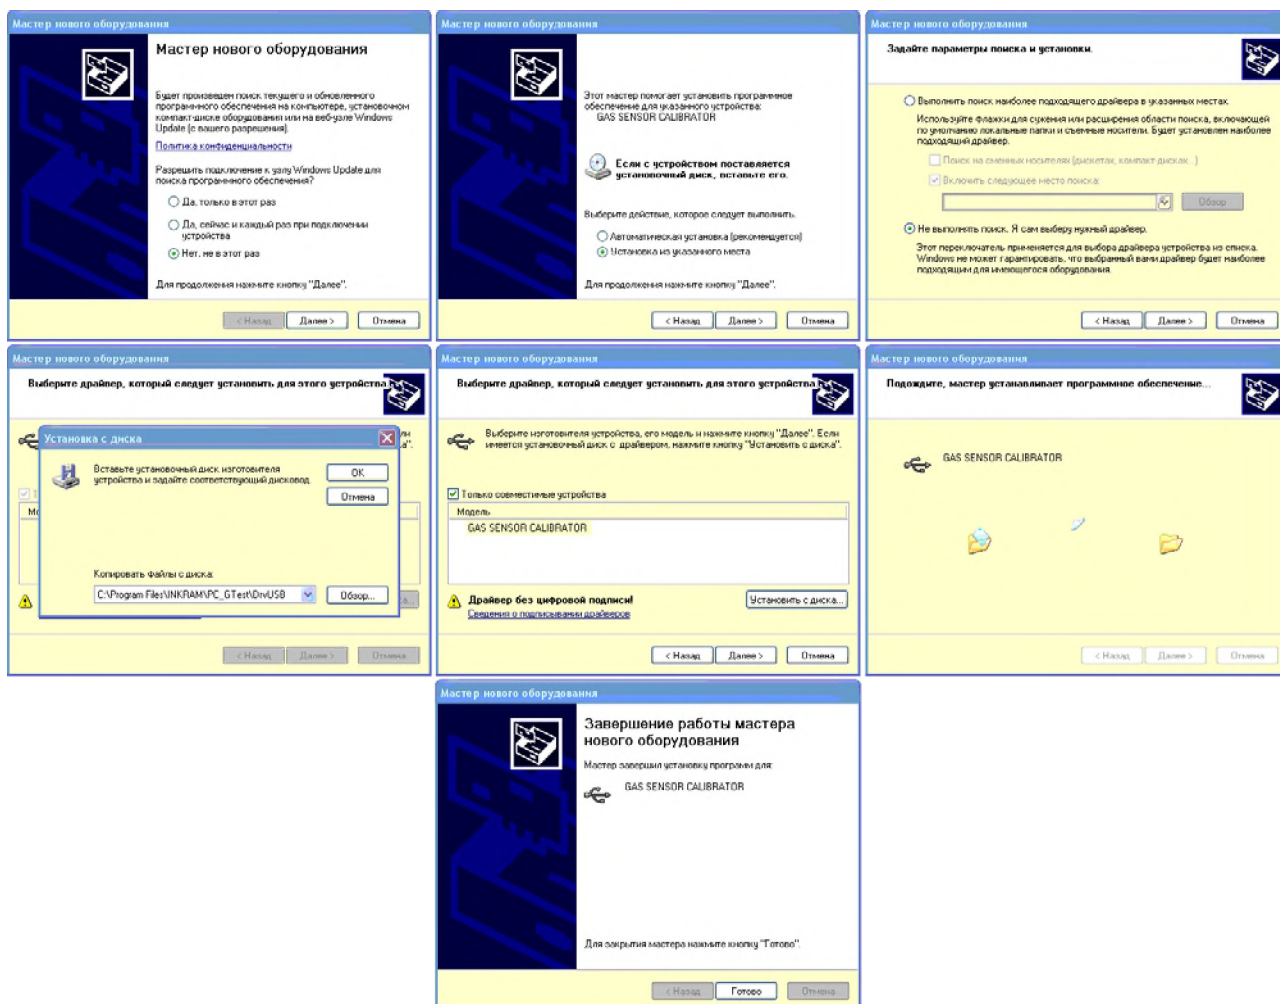 Мастер нового оборудования
Мастер нового оборудования
Будет произведен поиск текущего и обновленного
программного обеспечения на компьютере, установочном
компакт-диске оборудования или на веб-узле Windows
Update (с вашего разрешения).
Политика конфиденциальности
Разрешить подключение к узлу Windows Update для
поиска программного обеспечения?
Да, только в этот раз
Да, сейчас и каждый раз при подключении
устройства
Нет, не в этот раз
Для продолжения нажмите кнопку "Далее".
< Назад
Далее >
Отмена
Мастер нового оборудования
Этот мастер помогает установить программное
обеспечение для указанного устройства:
GAS SENSOR CALIBRATOR
Если с устройством поставляется
установочный диск, вставьте его.
Выберите действие, которое следует выполнить.
Автоматическая установка (рекомендуется)
Установка из указанного места
Для продолжения нажмите кнопку "Далее".
< Назад
Далее >
Отмена
Мастер нового оборудования
Задайте параметры поиска и установки.
Выполнить поиск наиболее подходящего драйвера в указанных местах.
Используйте флажки для сужения или расширения области поиска, включающей
по умолчанию локальные папки и съемные носители. Будет установлен наиболее
подходящий драйвер.
Поиск на сменных носителях (дискетах, компакт-дисках...)
Включить следующее место поиска:
Обзор
Не выполнять поиск. Я сам выберу нужный драйвер.
Этот переключатель применяется для выбора драйвера устройства из списка.
Windows не может гарантировать, что выбранный вами драйвер будет наиболее
подходящим для имеющегося оборудования.
< Назад
Далее >
Отмена
Мастер нового оборудования
Выберите драйвер, который следует установить для этого устройства.
Установка с диска
Вставьте установочный диск изготовителя
устройства и задайте соответствующий дисковод.
OK
Отмена
Копировать файлы с диска:
C:\Program Files\INKRAM\PC_GTest\DrvUSB
Обзор...
< Назад
Далее >
Отмена
Мастер нового оборудования
Выберите драйвер, который следует установить для этого устройства.
Выберите изготовителя устройства, его модель и нажмите кнопку "Далее". Если
имеется установочный диск с драйвером, нажмите кнопку "Установить с диска".
Только совместимые устройства
Модель
GAS SENSOR CALIBRATOR
Драйвер без цифровой подписи!
Сведения о подписывании драйверов
Установить с диска...
< Назад
Далее >
Отмена
Мастер нового оборудования
Подождите, мастер устанавливает программное обеспечение...
GAS SENSOR CALIBRATOR
< Назад
Далее >
Отмена
Мастер нового оборудования
Завершение работы мастера
нового оборудования
Мастер завершил установку программ для:
GAS SENSOR CALIBRATOR
Для закрытия мастера нажмите кнопку "Готово".
< Назад
Готово
Отмена